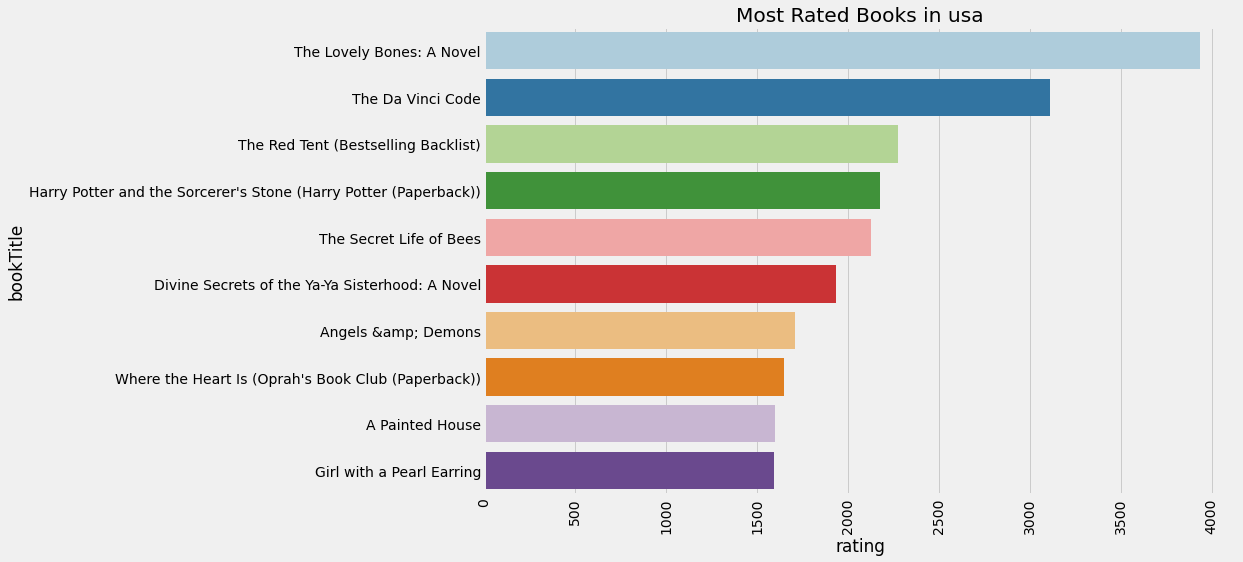 Most Rated Books in usa
The Lovely Bones: A Novel
The Da Vinci Code
The Red Tent (Bestselling Backlist)
Harry Potter and the Sorcerer's Stone (Harry Potter (Paperback))
The Secret Life of Bees
Divine Secrets of the Ya-Ya Sisterhood: A Novel
Angels &amp;amp; Demons
Where the Heart Is (Oprah's Book Club (Paperback))
A Painted House
Girl with a Pearl Earring
bookTitle
0
500
1000
1500
2000
2500
3000
3500
4000
rating